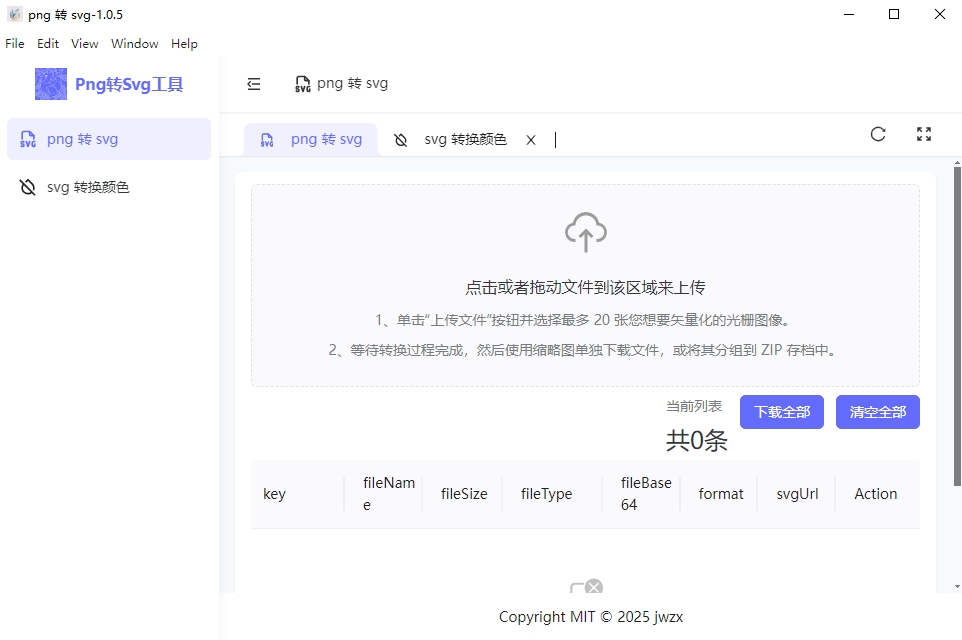 png 转 svg-1.0.5
File Edit View Window Help
Png转Svg工具
png 转 svg
svg 转换颜色
SVG png 转 svg
png 转 svg
svg 转换颜色
点击或者拖动文件到该区域来上传
1、单击“上传文件”按钮并选择最多 20 张您想要矢量化的光栅图像。
2、等待转换过程完成，然后使用缩略图单独下载文件，或将其分组到 ZIP 存档中。
当前列表
共0条
下载全部
清空全部
key fileName fileSize fileType fileBase64 format svgUrl Action
Copyright MIT © 2025 jwzx